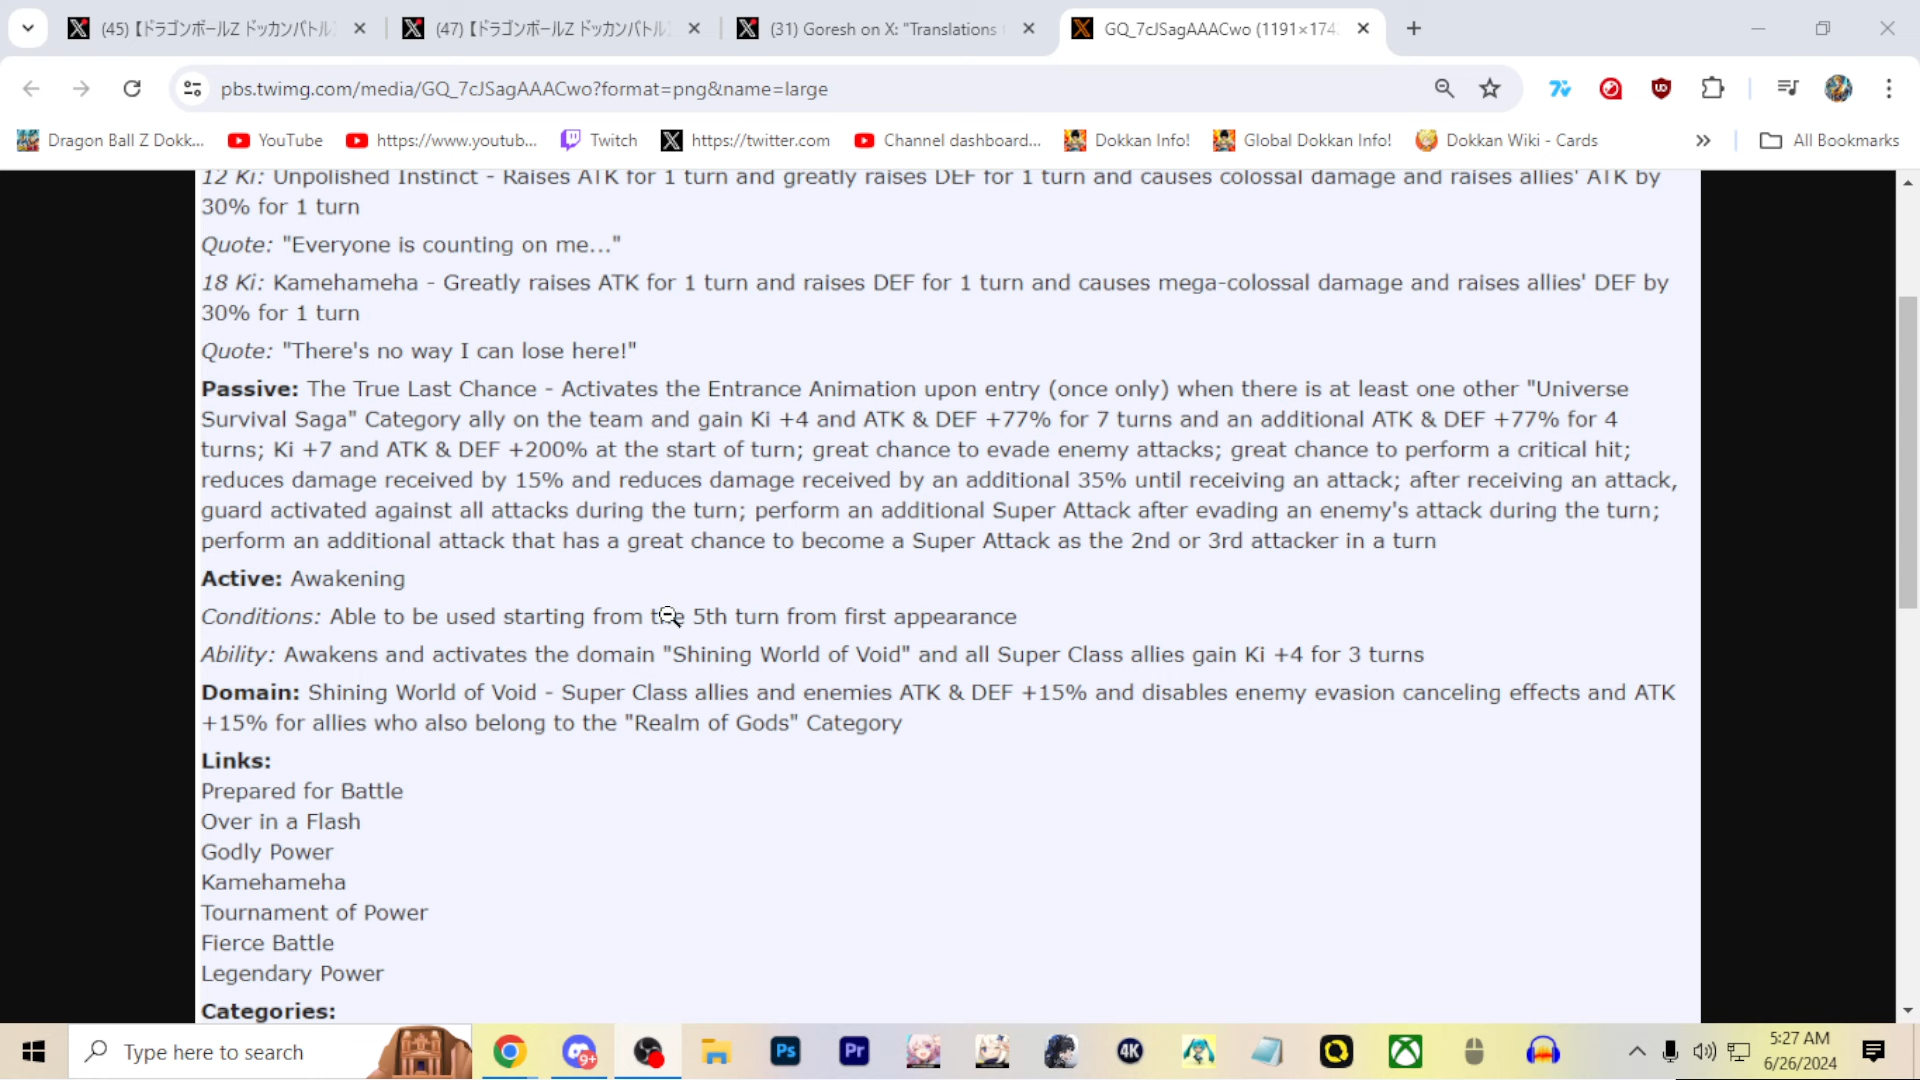 (45)【ドラゴンボールZ ドッカンバトル
(47)【ドラゴンボールZ ドッカンバトル
(31) Goresh on X: "Translations
GQ_7cJSagAAACwo (1191×174
pbs.twimg.com/media/GQ_7cJSagAAACwo?format=png&name=large
Dragon Ball Z Dokk...
YouTube
https://www.youtub...
Twitch
https://twitter.com
Channel dashboard...
Dokkan Info!
Global Dokkan Info!
Dokkan Wiki - Cards
All Bookmarks
12 Ki: Unpolished Instinct - Raises ATK for 1 turn and greatly raises DEF for 1 turn and causes colossal damage and raises allies' ATK by
30% for 1 turn
Quote: "Everyone is counting on me..."
18 Ki: Kamehameha - Greatly raises ATK for 1 turn and raises DEF for 1 turn and causes mega-colossal damage and raises allies' DEF by
30% for 1 turn
Quote: "There's no way I can lose here!"
Passive: The True Last Chance - Activates the Entrance Animation upon entry (once only) when there is at least one other "Universe
Survival Saga" Category ally on the team and gain Ki +4 and ATK & DEF +77% for 7 turns and an additional ATK & DEF +77% for 4
turns; Ki +7 and ATK & DEF +200% at the start of turn; great chance to evade enemy attacks; great chance to perform a critical hit;
reduces damage received by 15% and reduces damage received by an additional 35% until receiving an attack; after receiving an attack,
guard activated against all attacks during the turn; perform an additional Super Attack after evading an enemy's attack during the turn;
perform an additional attack that has a great chance to become a Super Attack as the 2nd or 3rd attacker in a turn
Active: Awakening
Conditions: Able to be used starting from the 5th turn from first appearance
Ability: Awakens and activates the domain "Shining World of Void" and all Super Class allies gain Ki +4 for 3 turns
Domain: Shining World of Void - Super Class allies and enemies ATK & DEF +15% and disables enemy evasion canceling effects and ATK
+15% for allies who also belong to the "Realm of Gods" Category
Links:
Prepared for Battle
Over in a Flash
Godly Power
Kamehameha
Tournament of Power
Fierce Battle
Legendary Power
Categories:
Type here to search
9+
Ps
Pr
4K
5:27 AM
6/26/2024